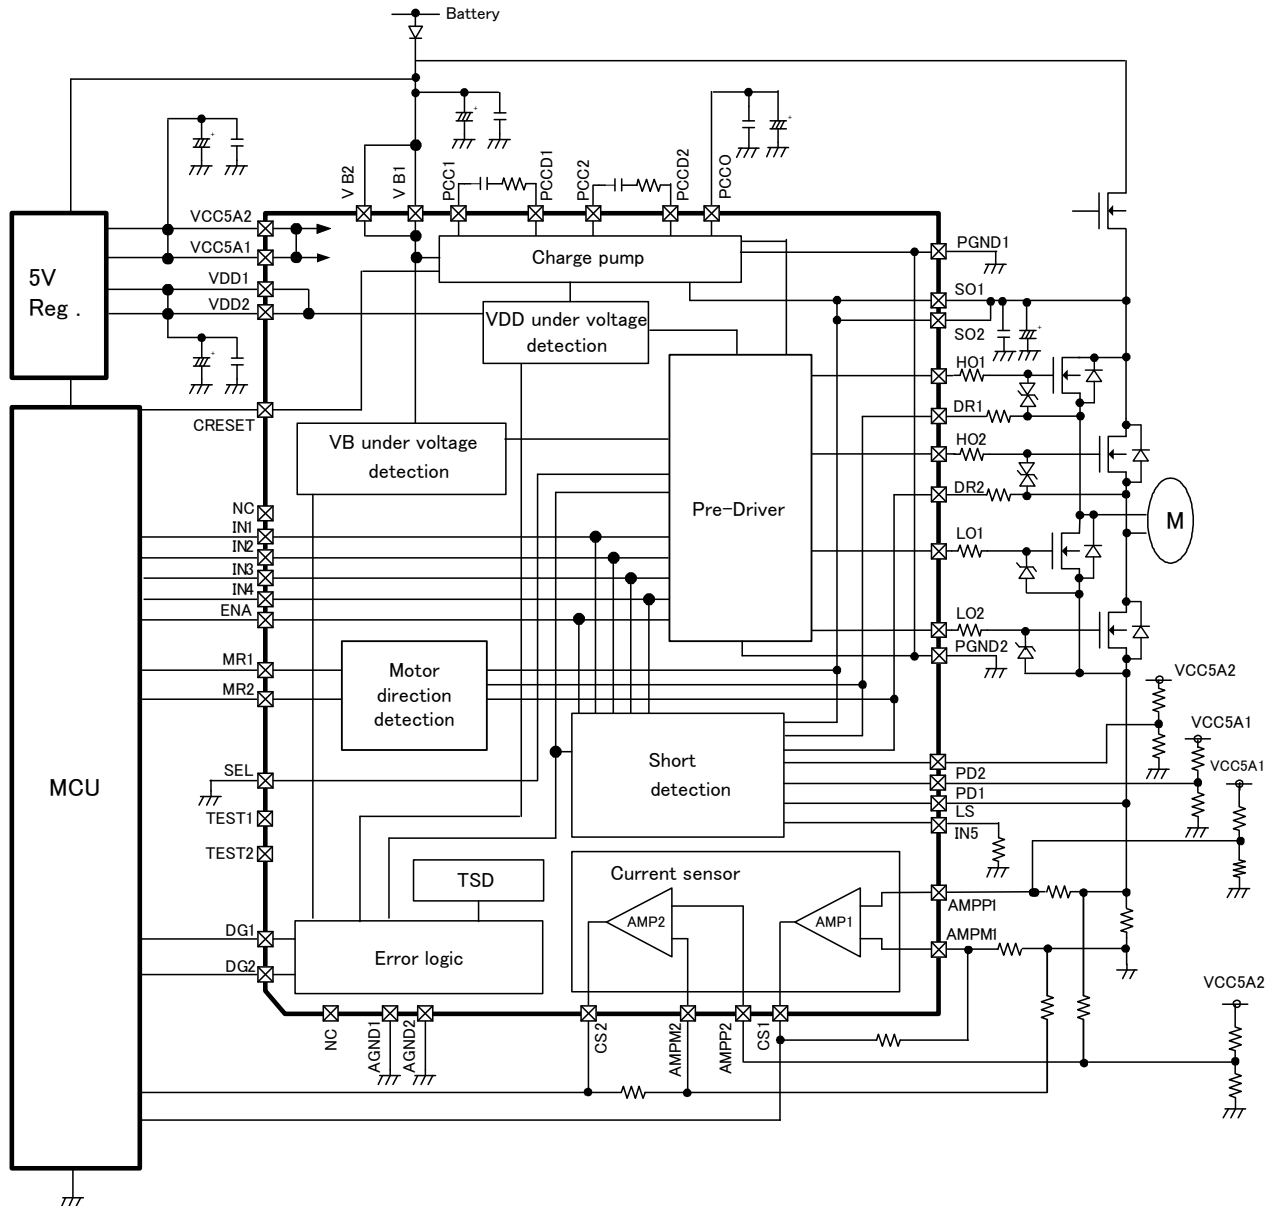 Battery
V B2
V B1
PCC1
PCCD1
PCC2
PCCD2
PCCO
VCC5A2
VCC5A1
VDD1
VDD2
5V
Reg .
Charge pump
PGND1
SO1
SO2
VDD under voltage
detection
HO1
DR1
HO2
DR2
LO1
LO2
PGND2
CRESET
VB under voltage
detection
Pre-Driver
M
NC
IN1
IN2
IN3
IN4
ENA
MR1
MR2
Motor
direction
detection
VCC5A2
VCC5A1
VCC5A1
MCU
SEL
TEST1
TEST2
Short
detection
PD2
PD1
LS
IN5
TSD
Current sensor
AMP2
AMP1
AMPP1
AMPM1
DG1
DG2
Error logic
VCC5A2
NC
AGND1
AGND2
CS2
AMPM2
AMPP2
CS1